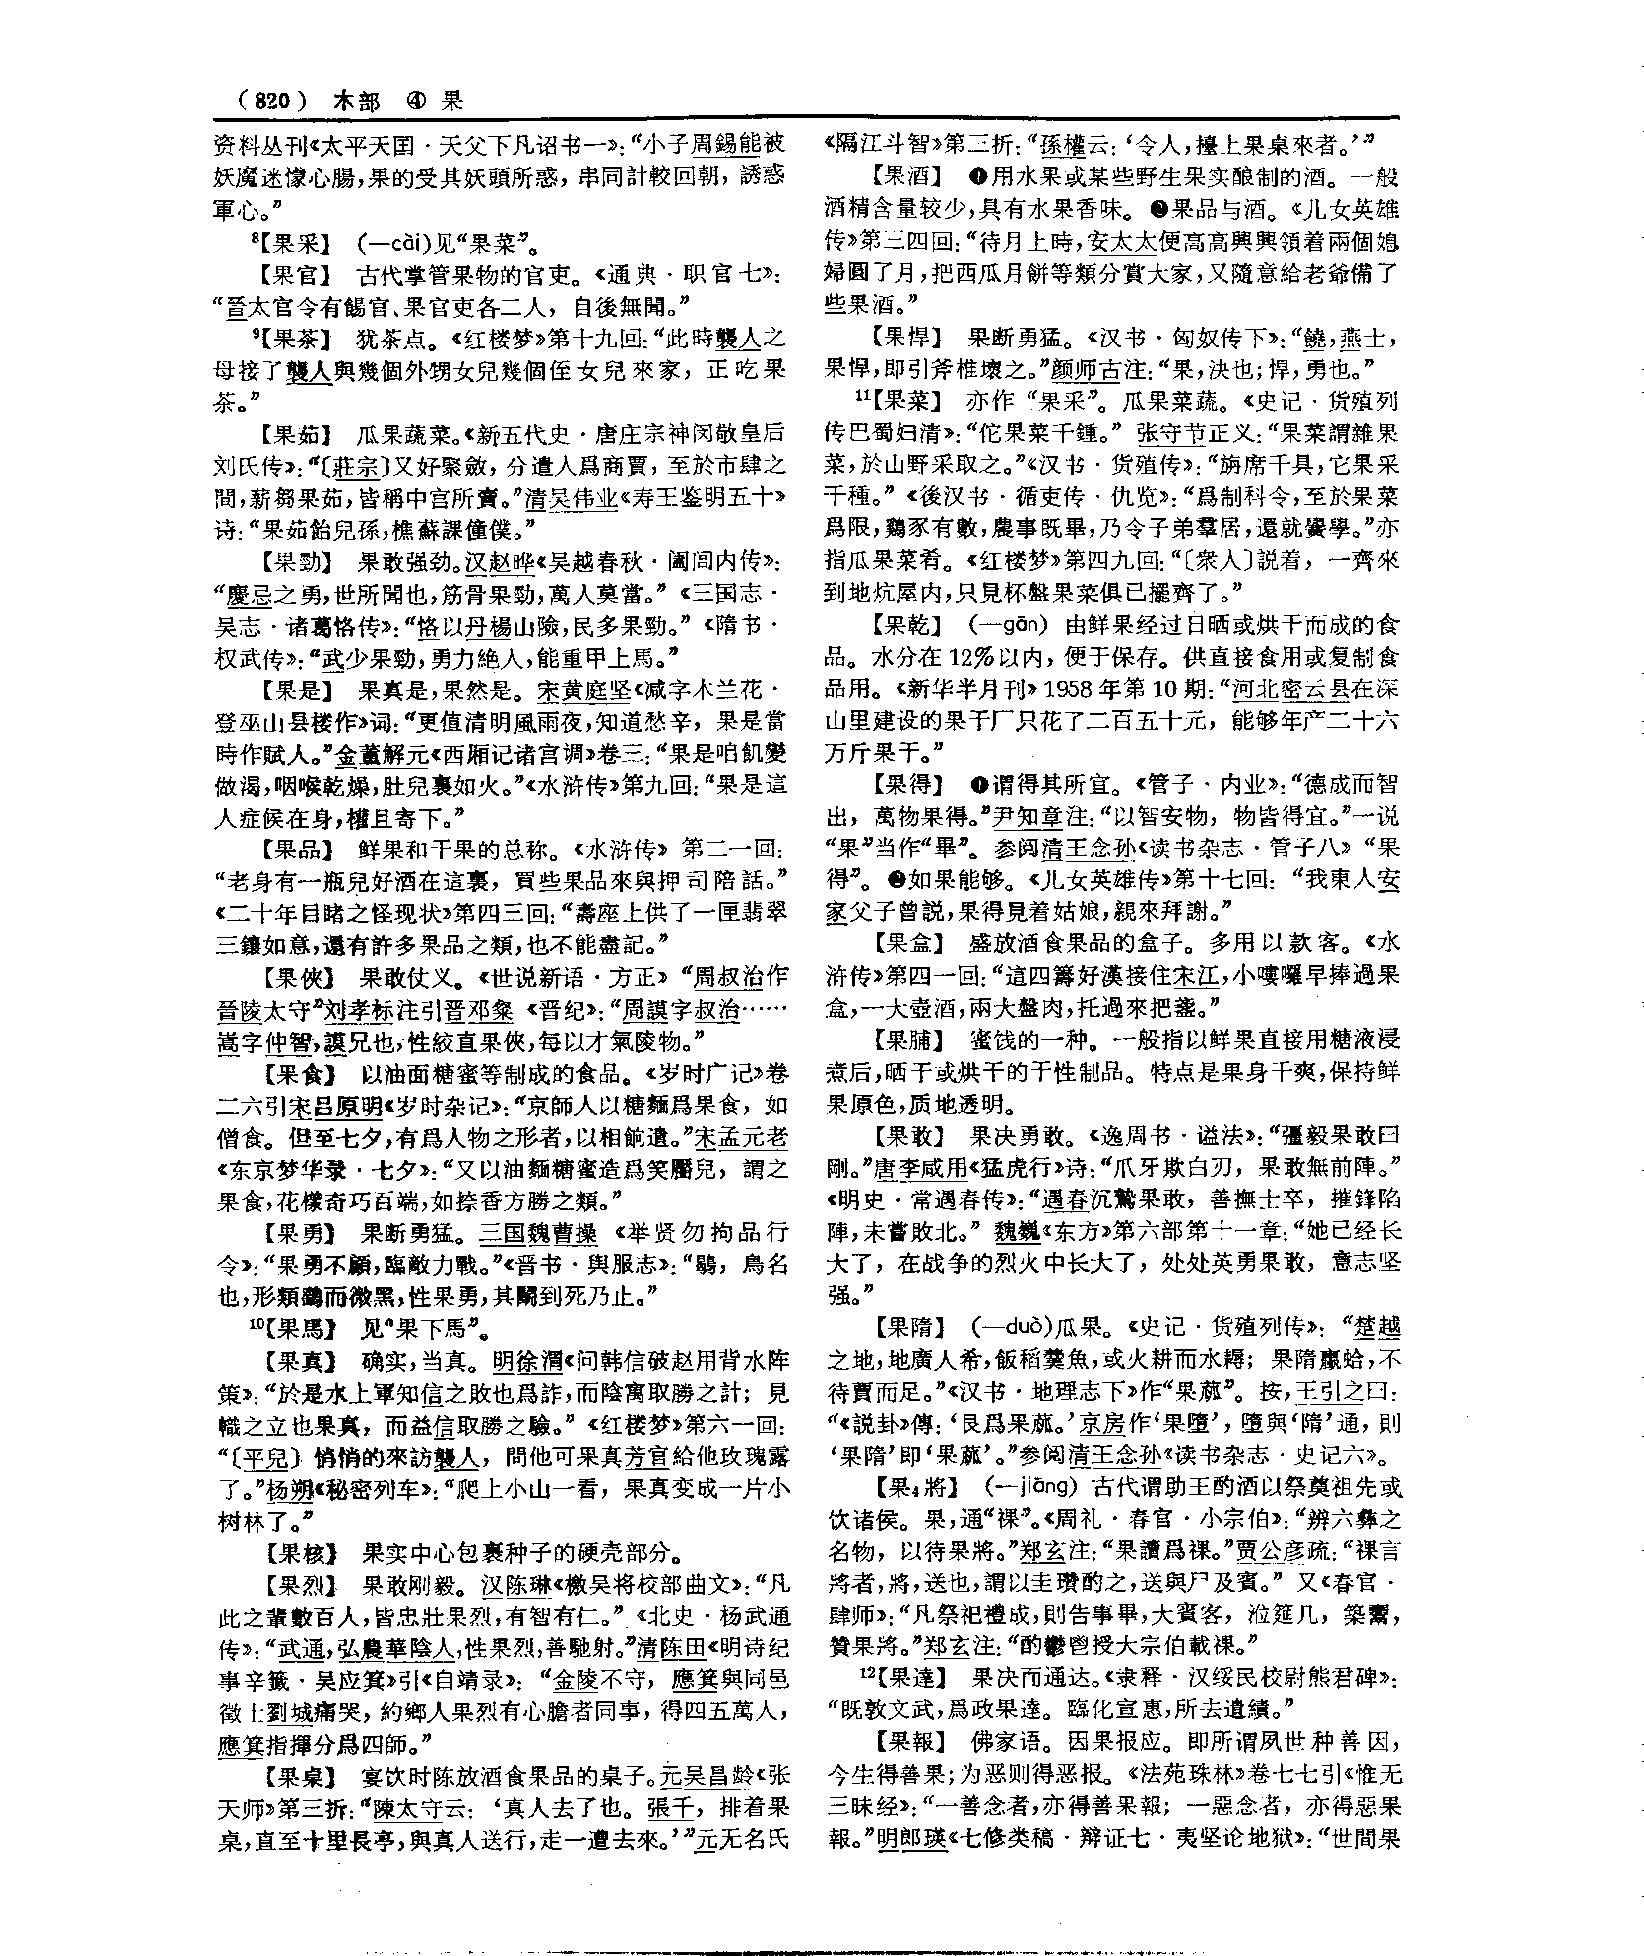 （820） 木部 ④ 果
资料丛刊《太平天囯·天父下凡诏书一》：“小子周錫能被
妖魔迷懞心腸，果的受其妖頭所惑，串同計較回朝，誘惑
軍心。”
⁸【果采】 （—cǎi）见“果菜”。
【果官】 古代掌管果物的官吏。《通典·职官七》：
“晉太官令有餳官、果官吏各二人，自後無聞。”
⁹【果茶】 犹茶点。《红楼梦》第十九回：“此時襲人之
母接了襲人與幾個外甥女兒幾個侄女兒來家，正吃果
茶。”
【果茹】 瓜果蔬菜。《新五代史·唐庄宗神闵敬皇后
刘氏传》：“〔莊宗〕又好聚斂，分遣人爲商賈，至於市肆之
間，薪芻果茹，皆稱中宫所賣。”清吴伟业《寿王鉴明五十》
诗：“果茹飴兒孫，樵蘇課僮僕。”
【果勁】 果敢强劲。汉赵晔《吴越春秋·阖闾内传》：
“慶忌之勇，世所聞也，筋骨果勁，萬人莫當。”《三国志·
吴志·诸葛恪传》：“恪以丹楊山險，民多果勁。”《隋书·
权武传》：“武少果勁，勇力絶人，能重甲上馬。”
【果是】 果真是，果然是。宋黄庭坚《减字木兰花·
登巫山县楼作》词：“更值清明風雨夜，知道愁辛，果是當
時作賦人。”金董解元《西厢记诸宫调》卷三：“果是咱飢變
做渴，咽喉乾燥，肚兒裏如火。”《水浒传》第九回：“果是這
人症候在身，權且寄下。”
【果品】 鲜果和干果的总称。《水浒传》第二一回：
“老身有一瓶兒好酒在這裏，買些果品來與押司陪話。”
《二十年目睹之怪现状》第四三回：“壽座上供了一匣翡翠
三鑲如意，還有許多果品之類，也不能盡記。”
【果俠】 果敢仗义。《世说新语·方正》“周叔治作
晉陵太守”刘孝标注引晋邓粲《晋纪》：“周謨字叔治……
嵩字仲智，謨兄也，性絞直果俠，每以才氣陵物。”
【果食】 以油面糖蜜等制成的食品。《岁时广记》卷
二六引宋吕原明《岁时杂记》：“京師人以糖麵爲果食，如
僧食。但至七夕，有爲人物之形者，以相餉遺。”宋孟元老
《东京梦华录·七夕》：“又以油麵糖蜜造爲笑靨兒，謂之
果食，花樣奇巧百端，如捺香方勝之類。”
【果勇】 果断勇猛。三国魏曹操《举贤勿拘品行
令》：“果勇不顧，臨敵力戰。”《晋书·舆服志》：“鶡，鳥名
也，形類鷂而微黑，性果勇，其鬭到死乃止。”
¹⁰【果馬】 见“果下馬”。
【果真】 确实，当真。明徐渭《问韩信破赵用背水阵
策》：“於是水上軍知信之敗也爲詐，而陰寓取勝之計；見
幟之立也果真，而益信取勝之驗。”《红楼梦》第六一回：
“〔平兒〕悄悄的來訪襲人，問他可果真芳官給他玫瑰露
了。”杨朔《秘密列车》：“爬上小山一看，果真变成一片小
树林了。”
【果核】 果实中心包裹种子的硬壳部分。
【果烈】 果敢刚毅。汉陈琳《檄吴将校部曲文》：“凡
此之輩數百人，皆忠壯果烈，有智有仁。”《北史·杨武通
传》：“武通，弘農華陰人，性果烈，善馳射。”清陈田《明诗纪
事辛籤·吴应箕》引《自靖录》：“金陵不守，應箕與同邑
徵士劉城痛哭，約鄉人果烈有心膽者同事，得四五萬人，
應箕指揮分爲四師。”
【果桌】 宴饮时陈放酒食果品的桌子。元吴昌龄《张
天师》第三折：“陳太守云：‘真人去了也。張千，排着果
桌，直至十里長亭，與真人送行，走一遭去來。’”元无名氏
《隔江斗智》第三折：“孫權云：‘令人，擡上果桌來者。’”
【果酒】 ❶用水果或某些野生果实酿制的酒。一般
酒精含量较少，具有水果香味。❷果品与酒。《儿女英雄
传》第三四回：“待月上時，安太太便高高興興領着兩個媳
婦圓了月，把西瓜月餅等類分賞大家，又隨意給老爺備了
些果酒。”
【果悍】 果断勇猛。《汉书·匈奴传下》：“饒，燕士，
果悍，即引斧椎壞之。”颜师古注：“果，決也；悍，勇也。”
¹¹【果菜】 亦作“果采”。瓜果菜蔬。《史记·货殖列
传巴蜀妇清》：“佗果菜千鍾。”张守节正义：“果菜謂雜果
菜，於山野采取之。”《汉书·货殖传》：“旃席千具，它果采
千種。”《後汉书·循吏传·仇览》：“爲制科令，至於果菜
爲限，鷄豕有數，農事既畢，乃令子弟羣居，還就黌學。”亦
指瓜果菜肴。《红楼梦》第四九回：“〔衆人〕説着，一齊來
到地炕屋内，只見杯盤果菜俱已擺齊了。”
【果乾】 （—gān）由鲜果经过日晒或烘干而成的食
品。水分在12％以内，便于保存。供直接食用或复制食
品用。《新华半月刊》1958年第10期：“河北密云县在深
山里建设的果干厂只花了二百五十元，能够年产二十六
万斤果干。”
【果得】 ❶谓得其所宜。《管子·内业》：“德成而智
出，萬物果得。”尹知章注：“以智安物，物皆得宜。”一说
“果”当作“畢”。参阅清王念孙《读书杂志·管子八》“果
得”。❷如果能够。《儿女英雄传》第十七回：“我東人安
家父子曾説，果得見着姑娘，親來拜謝。”
【果盒】 盛放酒食果品的盒子。多用以款客。《水
浒传》第四一回：“這四籌好漢接住宋江，小嘍囉早捧過果
盒，一大壺酒，兩大盤肉，托過來把盞。”
【果脯】 蜜饯的一种。一般指以鲜果直接用糖液浸
煮后，晒干或烘干的干性制品。特点是果身干爽，保持鲜
果原色，质地透明。
【果敢】 果决勇敢。《逸周书·谥法》：“彊毅果敢曰
剛。”唐李咸用《猛虎行》诗：“爪牙欺白刃，果敢無前陣。”
《明史·常遇春传》：“遇春沉鷙果敢，善撫士卒，摧鋒陷
陣，未嘗敗北。”魏巍《东方》第六部第十一章：“她已经长
大了，在战争的烈火中长大了，处处英勇果敢，意志坚
强。”
【果隋】 （—duò）瓜果。《史记·货殖列传》：“楚越
之地，地廣人希，飯稻羹魚，或火耕而水耨；果隋蠃蛤，不
待賈而足。”《汉书·地理志下》作“果蓏”。按，王引之曰：
“《説卦》傳：‘艮爲果蓏。’京房作‘果墮’，墮與‘隋’通，則
‘果隋’即‘果蓏’。”参阅清王念孙《读书杂志·史记六》。
【果₄將】 （—jiāng）古代谓助王酌酒以祭奠祖先或
饮诸侯。果，通“祼”。《周礼·春官·小宗伯》：“辨六彝之
名物，以待果將。”郑玄注：“果讀爲祼。”贾公彦疏：“祼言
將者，將，送也，謂以圭瓚酌之，送與尸及賓。”又《春官·
肆师》：“凡祭祀禮成，則告事畢，大賓客，涖筵几，築鬻，
贊果將。”郑玄注：“酌鬱鬯授大宗伯載祼。”
¹²【果達】 果决而通达。《隶释·汉绥民校尉熊君碑》：
“既敦文武，爲政果達。臨化宣惠，所去遺績。”
【果報】 佛家语。因果报应。即所谓夙世种善因，
今生得善果；为恶则得恶报。《法苑珠林》卷七七引《惟无
三昧经》：“一善念者，亦得善果報；一惡念者，亦得惡果
報。”明郎瑛《七修类稿·辩证七·夷坚论地狱》：“世間果